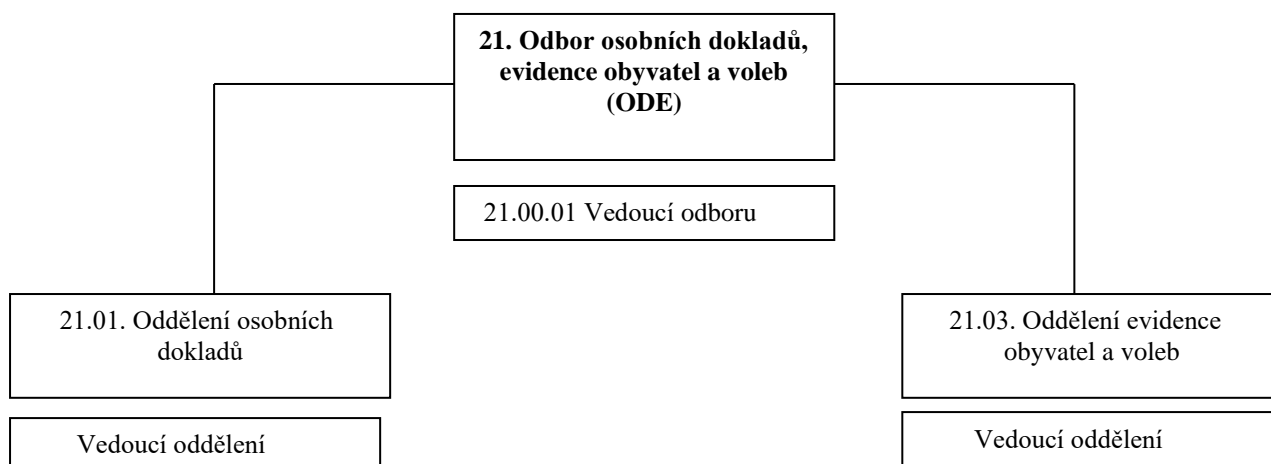 21. Odbor osobních dokladů,
evidence obyvatel a voleb
(ODE)
21.00.01 Vedoucí odboru
21.01. Oddělení osobních
dokladů
Vedoucí oddělení
21.03. Oddělení evidence
obyvatel a voleb
Vedoucí oddělení